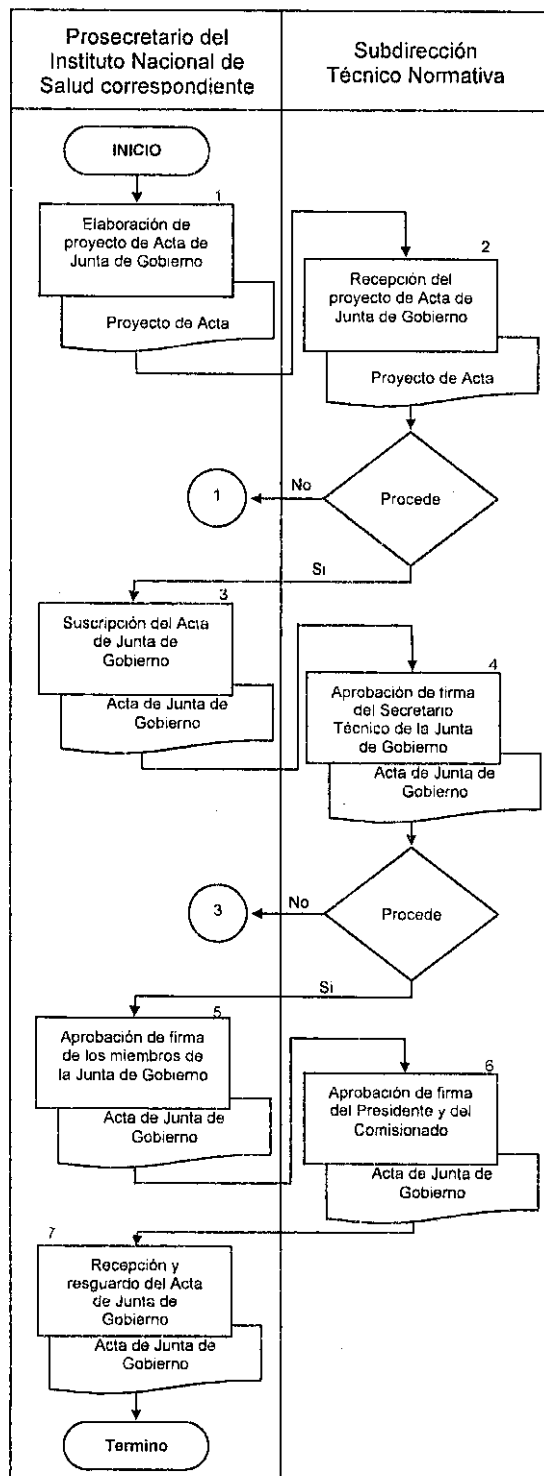 Prosecretario del
Instituto Nacional de
Salud correspondiente
Subdirección
Técnico Normativa
INICIO
1
Elaboración de
proyecto de Acta de
Junta de Gobierno
Proyecto de Acta
2
Recepción del
proyecto de Acta de
Junta de Gobierno
Proyecto de Acta
Procede
No
1
Si
3
Suscripción del Acta
de Junta de
Gobierno
Acta de Junta de
Gobierno
4
Aprobación de firma
del Secretario
Técnico de la Junta
de Gobierno
Acta de Junta de
Gobierno
Procede
No
3
Si
5
Aprobación de firma
de los miembros de
la Junta de Gobierno
Acta de Junta de
Gobierno
6
Aprobación de firma
del Presidente y del
Comisionado
Acta de Junta de
Gobierno
7
Recepción y
resguardo del Acta
de Junta de
Gobierno
Acta de Junta de
Gobierno
Termino